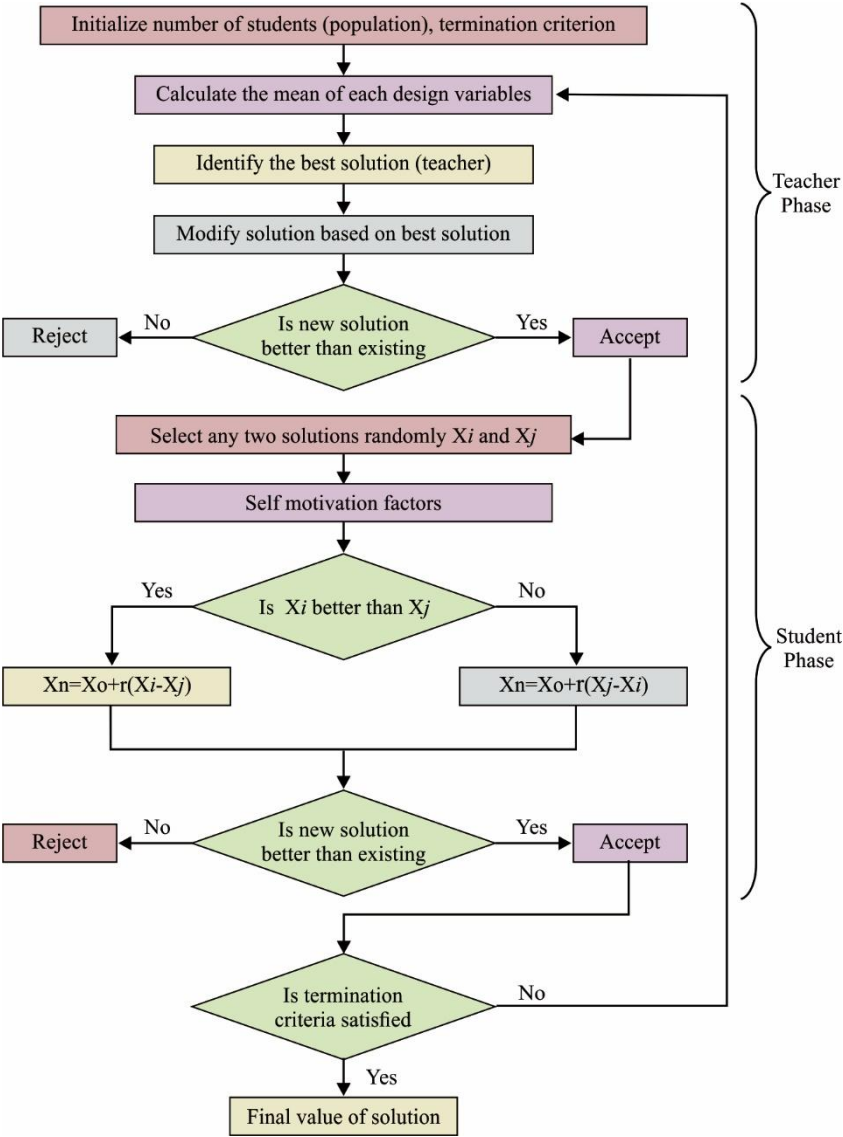 Initialize number of students (population), termination criterion
Calculate the mean of each design variables
Identify the best solution (teacher)
Modify solution based on best solution
Teacher
Phase
No
Is new solution
better than existing
Yes
Reject
Accept
Select any two solutions randomly Xi and Xj
Self motivation factors
Yes
Is Xi better than Xj
No
Student
Phase
Xn=Xo+r(Xi-Xj)
Xn=Xo+r(Xj-Xi)
No
Is new solution
better than existing
Yes
Reject
Accept
Is termination
criteria satisfied
No
Yes
Final value of solution